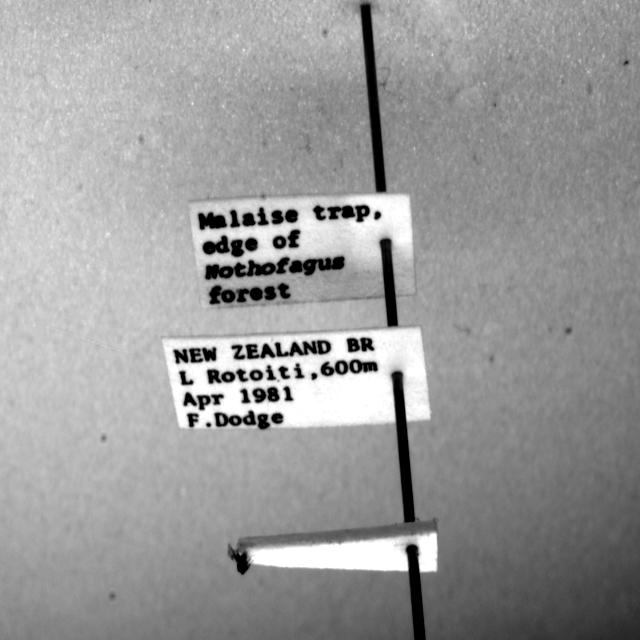 Malaise trap,
edge of
Nothofagus
forest
NEW ZEALAND BR
L Rotoiti,600m
Apr 1981
F.Dodge